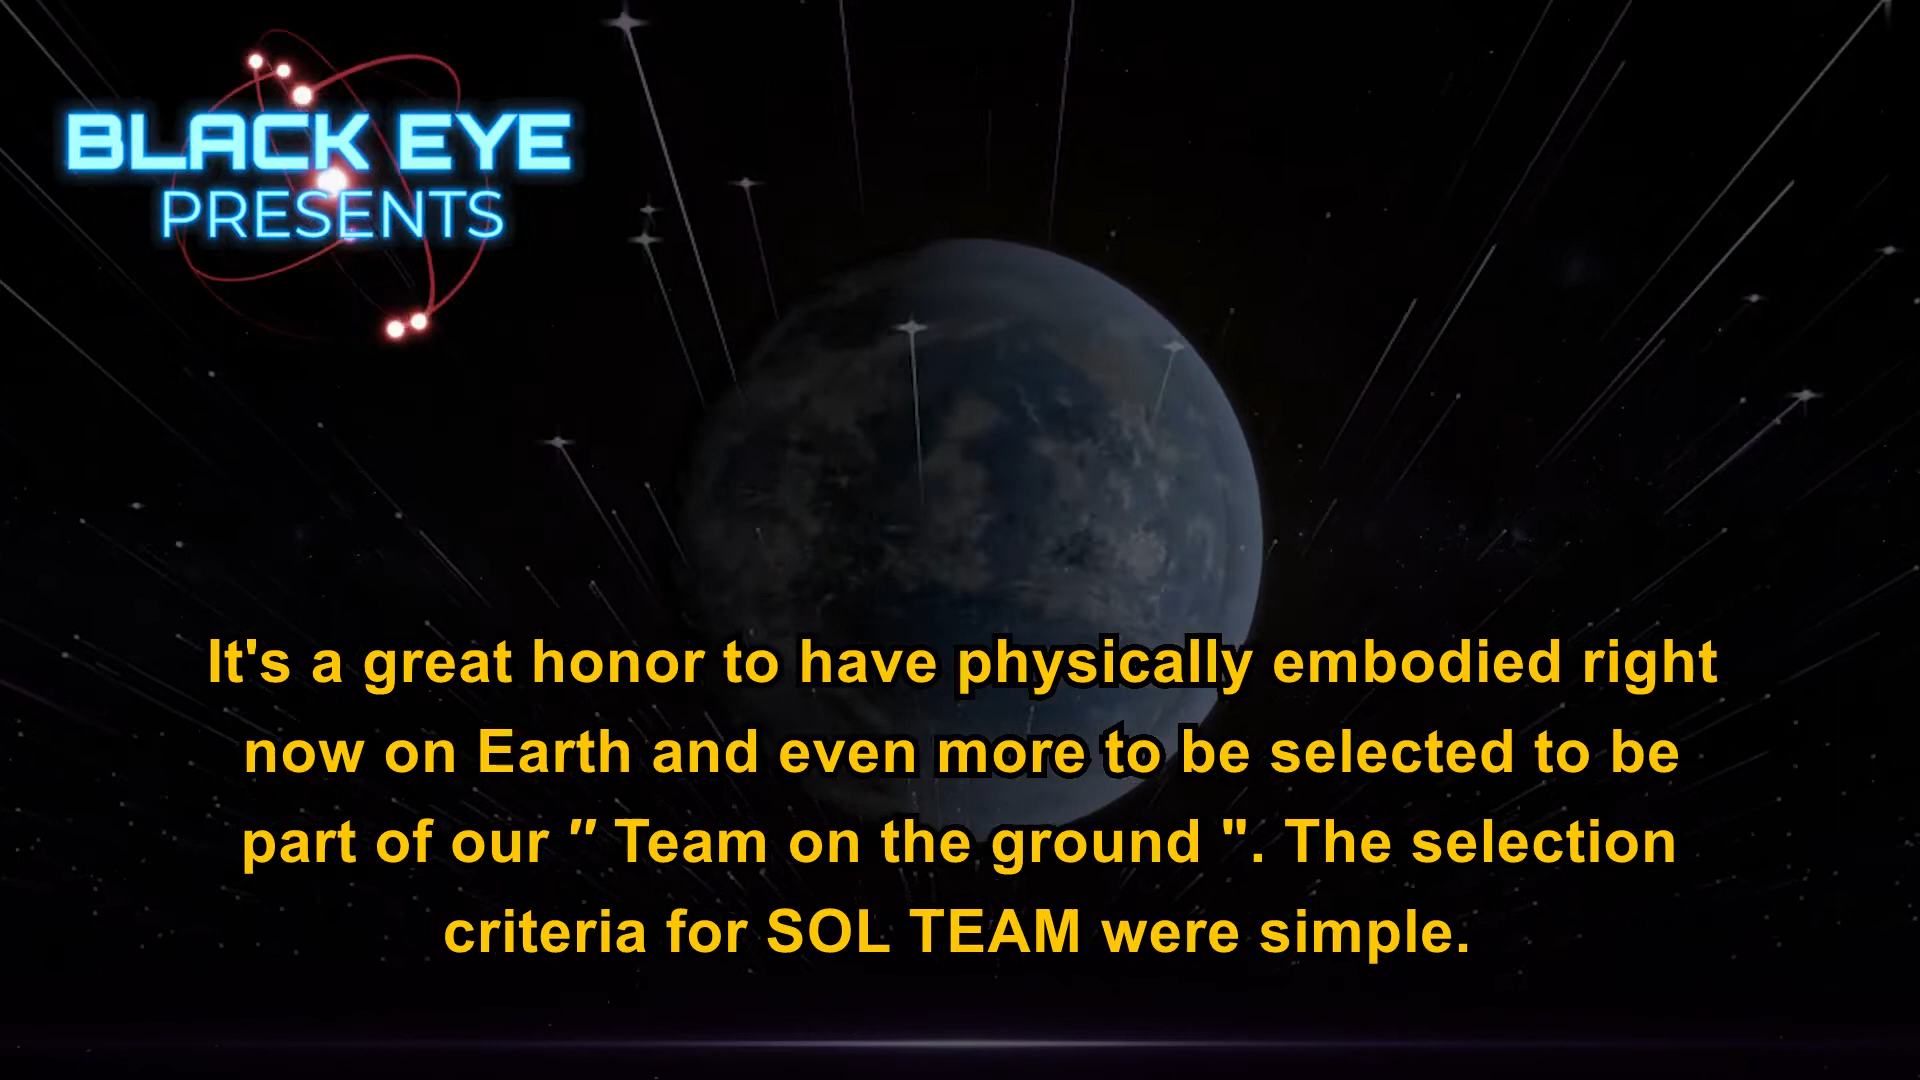 BLACK EYE
PRESENTS
It's a great honor to have physically embodied right
now on Earth and even more to be selected to be
part of our " Team on the ground ". The selection
criteria for SOL TEAM were simple.